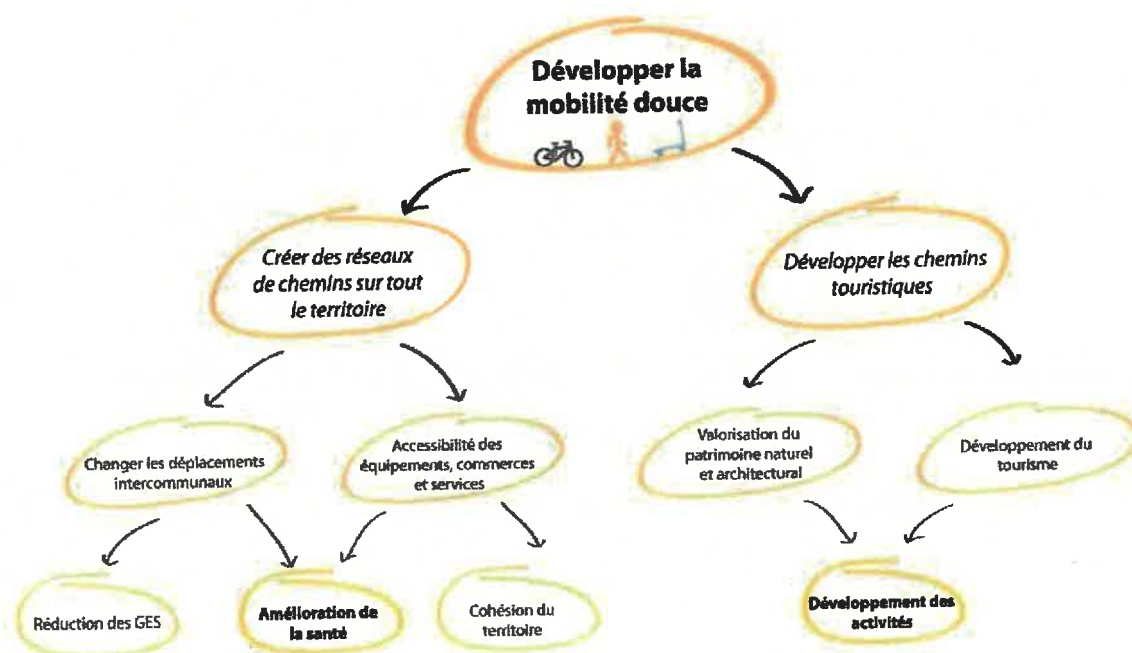 Développer la
mobilité douce
Créer des réseaux
de chemins sur tout
le territoire
Développer les chemins
touristiques
Changer les déplacements
intercommunaux
Accessibilité des
équipements, commerces
et services
Valorisation du
patrimoine naturel
et architectural
Développement du
tourisme
Réduction des GES
Amélioration de
la santé
Cohésion du
territoire
Développement des
activités